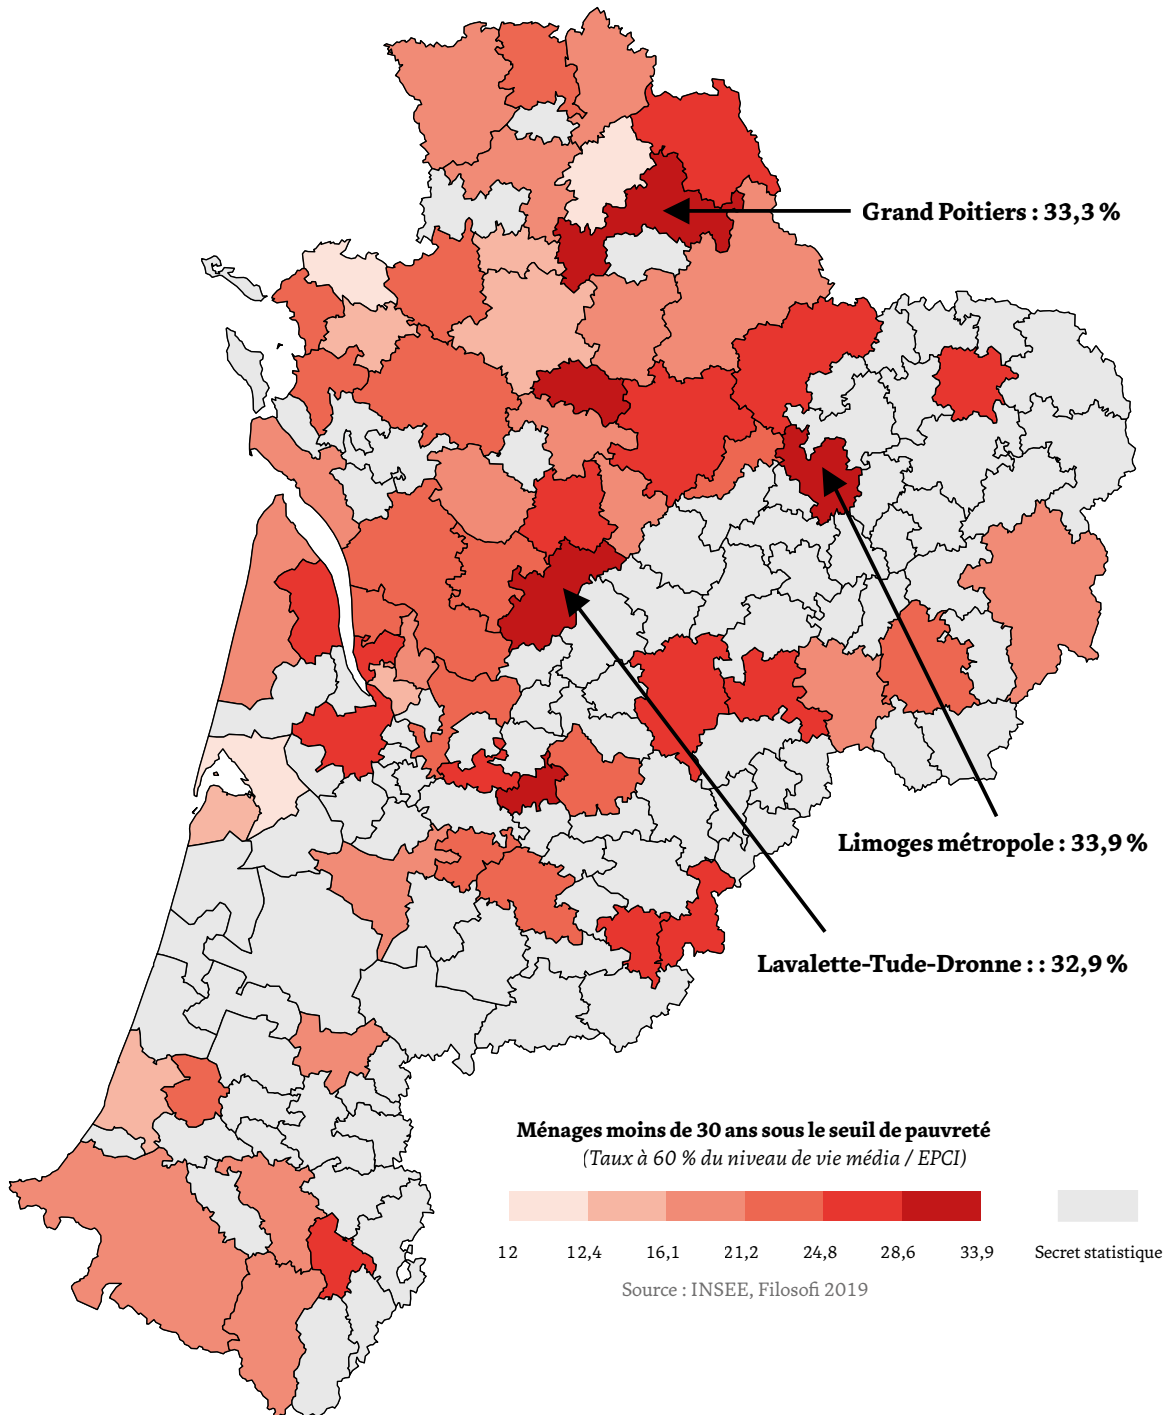 Grand Poitiers : 33,3 %
Limoges métropole : 33,9 %
Lavalette-Tude-Dronne : : 32,9 %
Ménages moins de 30 ans sous le seuil de pauvreté
(Taux à 60 % du niveau de vie média / EPCI)
12 12,4 16,1 21,2 24,8 28,6 33,9 Secret statistique
Source : INSEE, Filosofi 2019